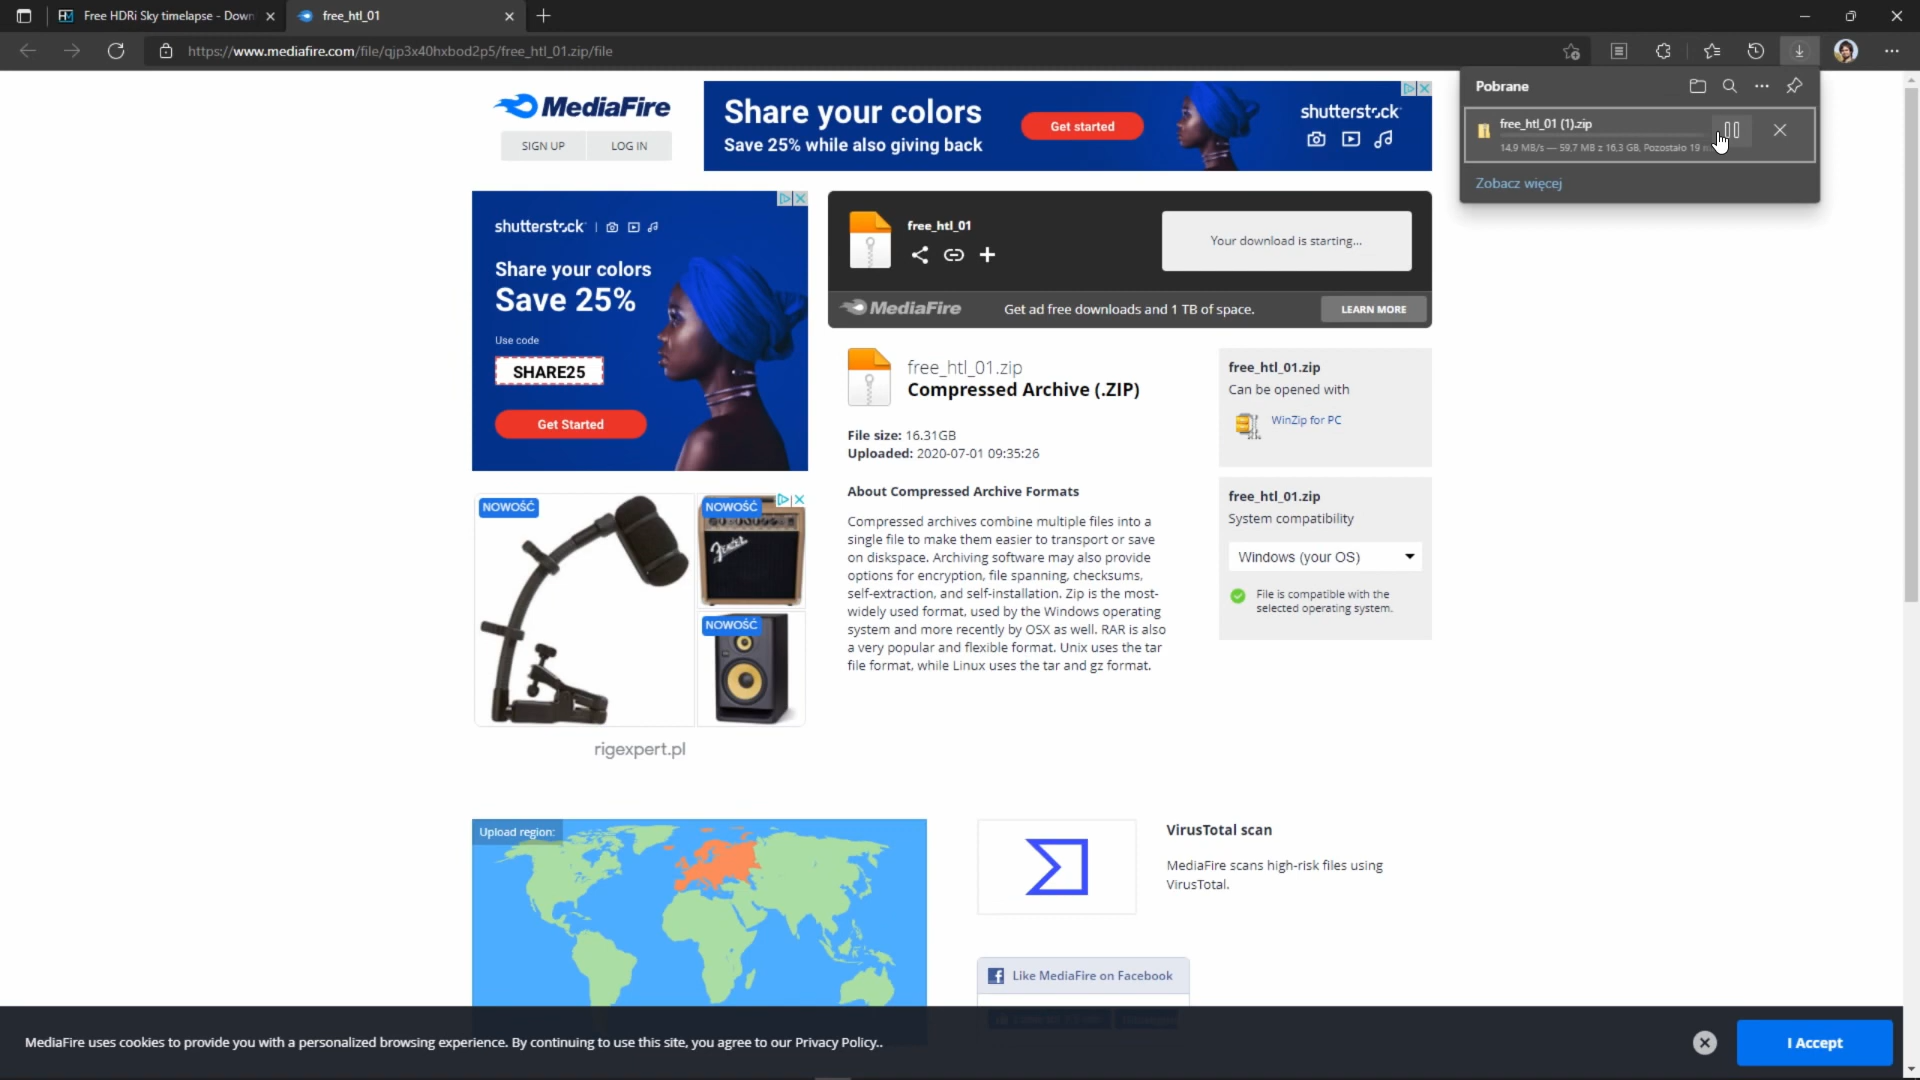 Free HDRi Sky timelapse - Down
free_htl_01
https://www.mediafire.com/file/qjp3x40hxbod2p5/free_htl_01.zip/file
Pobrane
free_htl_01 (1).zip
14,9 MB/s — 59,7 MB z 16,3 GB, Pozostało 19
Zobacz więcej
MediaFire
SIGN UP
LOG IN
Share your colors
Save 25% while also giving back
Get started
shutterstock
shutterstock
Share your colors
Save 25%
Use code
SHARE25
Get Started
free_htl_01
Your download is starting...
MediaFire
Get ad free downloads and 1 TB of space.
LEARN MORE
free_htl_01.zip
Compressed Archive (.ZIP)
File size: 16.31GB
Uploaded: 2020-07-01 09:35:26
About Compressed Archive Formats
Compressed archives combine multiple files into a
single file to make them easier to transport or save
on diskspace. Archiving software may also provide
options for encryption, file spanning, checksums,
self-extraction, and self-installation. Zip is the most-
widely used format, used by the Windows operating
system and more recently by OSX as well. RAR is also
a very popular and flexible format. Unix uses the tar
file format, while Linux uses the tar and gz format.
free_htl_01.zip
Can be opened with
WinZip for PC
free_htl_01.zip
System compatibility
Windows (your OS)
File is compatible with the
selected operating system.
NOWOŚĆ
NOWOŚĆ
Fender
NOWOŚĆ
rigexpert.pl
Upload region:
VirusTotal scan
MediaFire scans high-risk files using
VirusTotal.
Like MediaFire on Facebook
MediaFire uses cookies to provide you with a personalized browsing experience. By continuing to use this site, you agree to our Privacy Policy..
I Accept